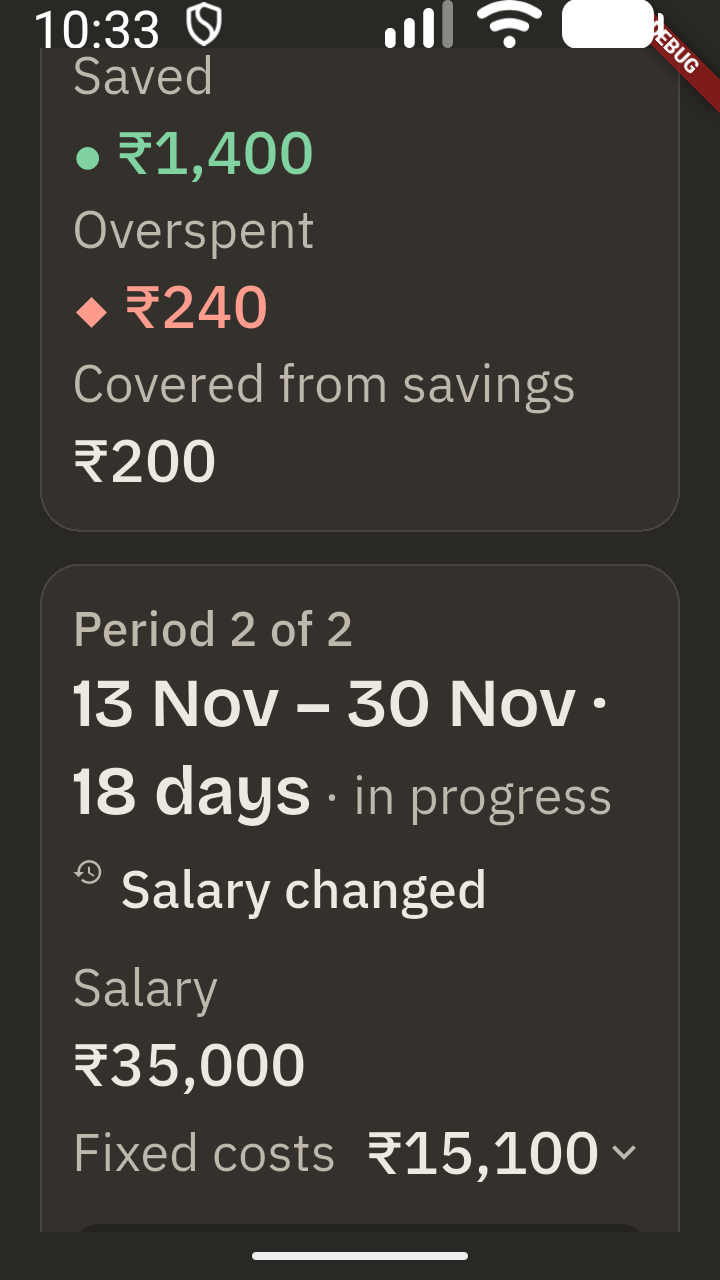 10:33
DEBUG
Saved
● ₹1,400
Overspent
◆ ₹240
Covered from savings
₹200
Period 2 of 2
13 Nov – 30 Nov ·
18 days · in progress
Salary changed
Salary
₹35,000
Fixed costs ₹15,100